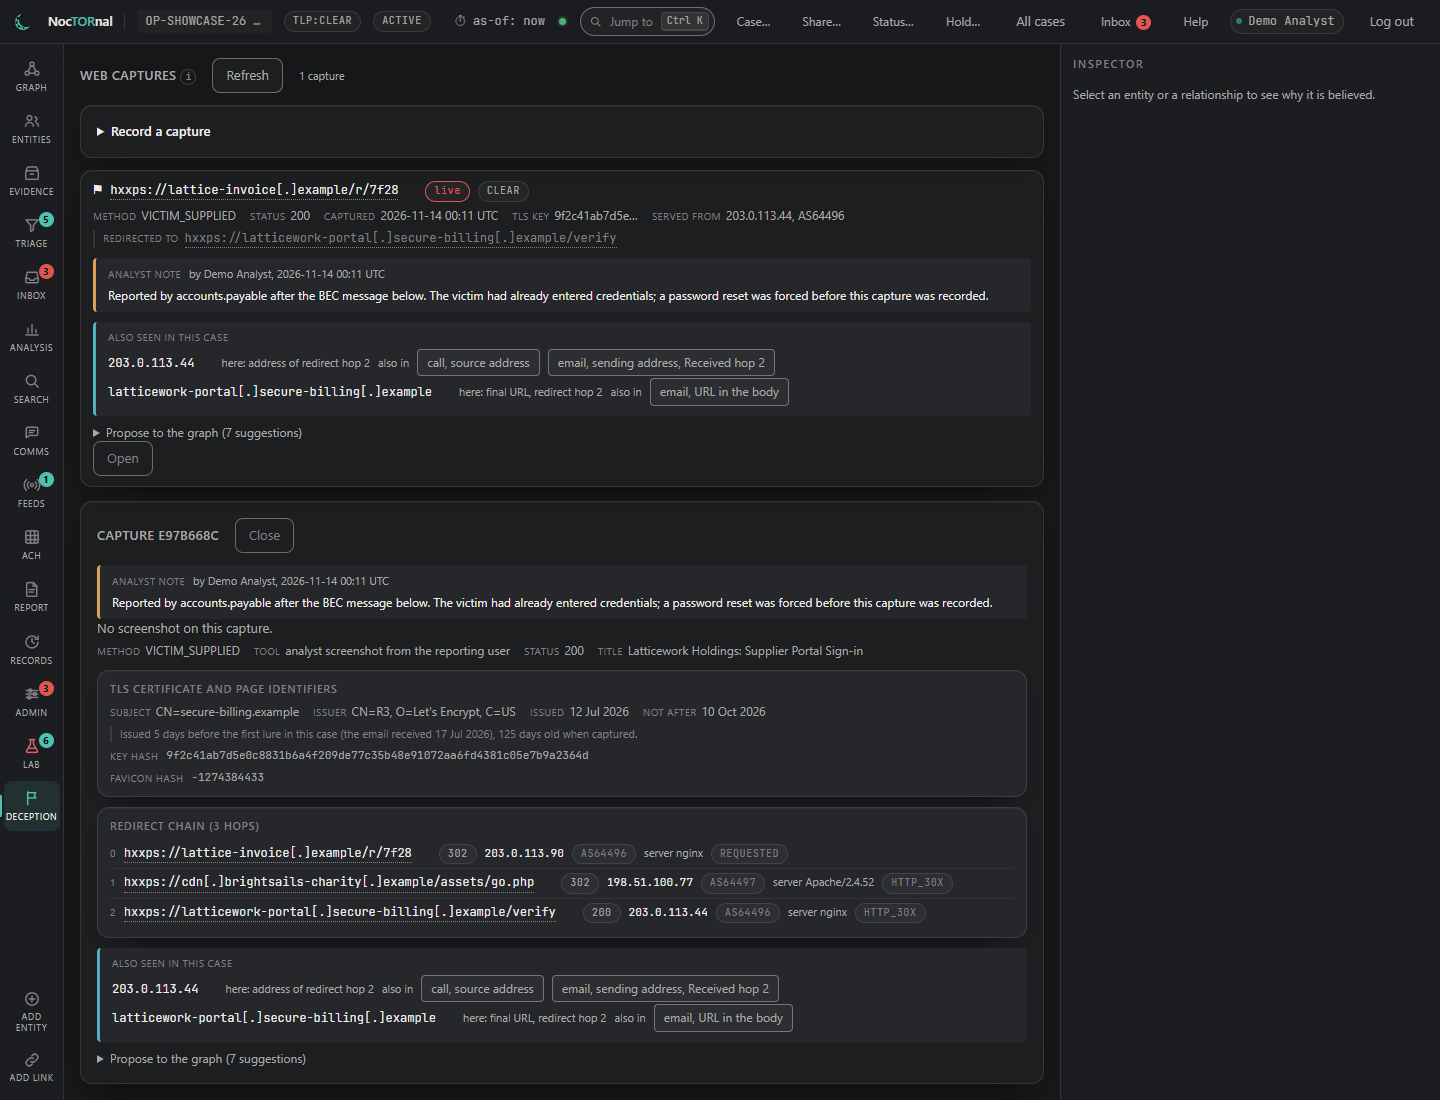 NocTORnal OP-SHOWCASE-26 … TLP:CLEAR ACTIVE as-of: now Jump to Ctrl K Case... Share... Status... Hold... All cases Inbox 3 Help Demo Analyst Log out
GRAPH
ENTITIES
EVIDENCE
5
TRIAGE
3
INBOX
ANALYSIS
SEARCH
COMMS
1
FEEDS
ACH
REPORT
RECORDS
3
ADMIN
6
LAB
DECEPTION
ADD
ENTITY
ADD LINK
WEB CAPTURES i Refresh 1 capture
Record a capture
hxxps://lattice-invoice[.]example/r/7f28 live CLEAR
METHOD VICTIM_SUPPLIED STATUS 200 CAPTURED 2026-11-14 00:11 UTC TLS KEY 9f2c41ab7d5e... SERVED FROM 203.0.113.44, AS64496
REDIRECTED TO hxxps://latticework-portal[.]secure-billing[.]example/verify
ANALYST NOTE by Demo Analyst, 2026-11-14 00:11 UTC
Reported by accounts.payable after the BEC message below. The victim had already entered credentials; a password reset was forced before this capture was recorded.
ALSO SEEN IN THIS CASE
203.0.113.44 here: address of redirect hop 2 also in call, source address email, sending address, Received hop 2
latticework-portal[.]secure-billing[.]example here: final URL, redirect hop 2 also in email, URL in the body
Propose to the graph (7 suggestions)
Open
CAPTURE E97B668C Close
ANALYST NOTE by Demo Analyst, 2026-11-14 00:11 UTC
Reported by accounts.payable after the BEC message below. The victim had already entered credentials; a password reset was forced before this capture was recorded.
No screenshot on this capture.
METHOD VICTIM_SUPPLIED TOOL analyst screenshot from the reporting user STATUS 200 TITLE Latticework Holdings: Supplier Portal Sign-in
TLS CERTIFICATE AND PAGE IDENTIFIERS
SUBJECT CN=secure-billing.example ISSUER CN=R3, O=Let's Encrypt, C=US ISSUED 12 Jul 2026 NOT AFTER 10 Oct 2026
Issued 5 days before the first lure in this case (the email received 17 Jul 2026), 125 days old when captured.
KEY HASH 9f2c41ab7d5e0c8831b6a4f209de77c35b48e91072aa6fd4381c05e7b9a2364d
FAVICON HASH -1274384433
REDIRECT CHAIN (3 HOPS)
0 hxxps://lattice-invoice[.]example/r/7f28 302 203.0.113.90 AS64496 server nginx REQUESTED
1 hxxps://cdn[.]brightsails-charity[.]example/assets/go.php 302 198.51.100.77 AS64497 server Apache/2.4.52 HTTP_30X
2 hxxps://latticework-portal[.]secure-billing[.]example/verify 200 203.0.113.44 AS64496 server nginx HTTP_30X
ALSO SEEN IN THIS CASE
203.0.113.44 here: address of redirect hop 2 also in call, source address email, sending address, Received hop 2
latticework-portal[.]secure-billing[.]example here: final URL, redirect hop 2 also in email, URL in the body
Propose to the graph (7 suggestions)
INSPECTOR
Select an entity or a relationship to see why it is believed.